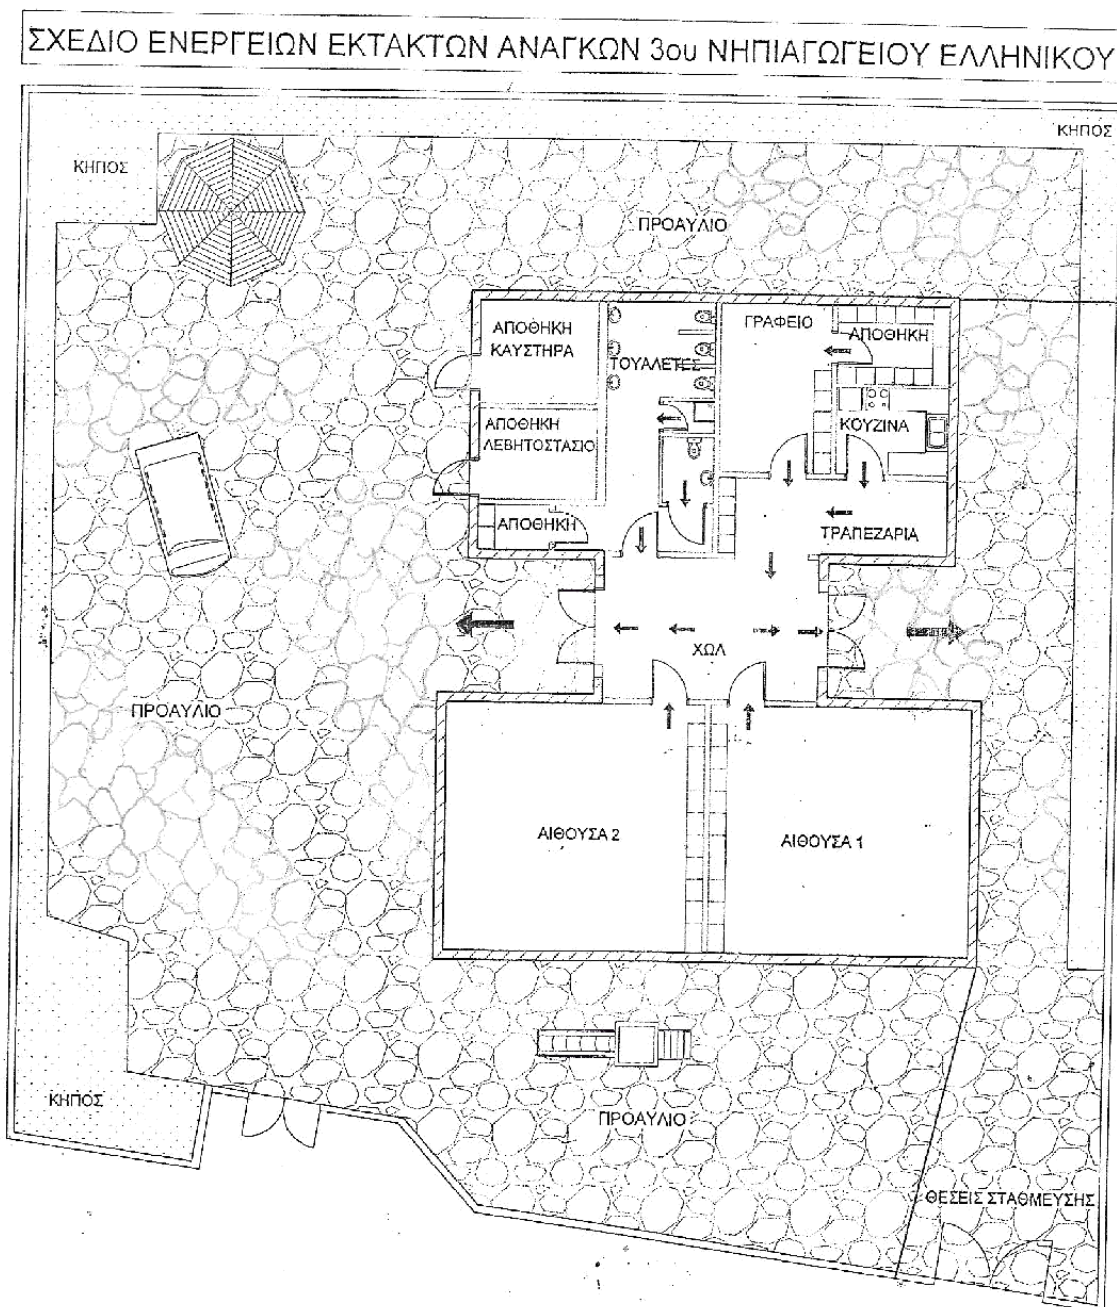 ΣΧΕΔΙΟ ΕΝΕΡΓΕΙΩΝ ΕΚΤΑΚΤΩΝ ΑΝΑΓΚΩΝ 3ου ΝΗΠΙΑΓΩΓΕΙΟΥ ΕΛΛΗΝΙΚΟΥ
ΚΗΠΟΣ
ΚΗΠΟΣ
ΠΡΟΑΥΛΙΟ
ΑΠΟΘΗΚΗ
ΚΑΥΣΤΗΡΑ
ΤΟΥΑΛΕΤΕΣ
ΓΡΑΦΕΙΟ
ΑΠΟΘΗΚΗ
ΑΠΟΘΗΚΗ
ΛΕΒΗΤΟΣΤΑΣΙΟ
ΚΟΥΖΙΝΑ
ΑΠΟΘΗΚΗ
ΤΡΑΠΕΖΑΡΙΑ
ΧΩΛ
ΠΡΟΑΥΛΙΟ
ΑΙΘΟΥΣΑ 2
ΑΙΘΟΥΣΑ 1
ΚΗΠΟΣ
ΠΡΟΑΥΛΙΟ
ΘΕΣΕΙΣ ΣΤΑΘΜΕΥΣΗΣ